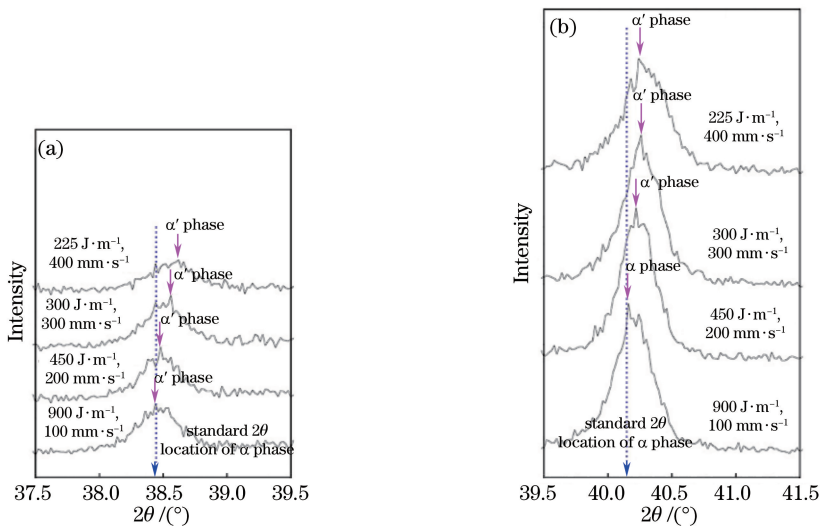 (a)
α′ phase
225 J·m⁻¹,
400 mm·s⁻¹
α′ phase
300 J·m⁻¹,
300 mm·s⁻¹
α′ phase
450 J·m⁻¹,
200 mm·s⁻¹
α′ phase
900 J·m⁻¹,
100 mm·s⁻¹
standard 2θ
location of α phase
Intensity
37.5 38.0 38.5 39.0 39.5
2θ /(°)
(b)
α′ phase
225 J·m⁻¹,
400 mm·s⁻¹
α′ phase
300 J·m⁻¹,
300 mm·s⁻¹
α′ phase
450 J·m⁻¹,
200 mm·s⁻¹
α phase
900 J·m⁻¹,
100 mm·s⁻¹
standard 2θ
location of α phase
Intensity
39.5 40.0 40.5 41.0 41.5
2θ /(°)